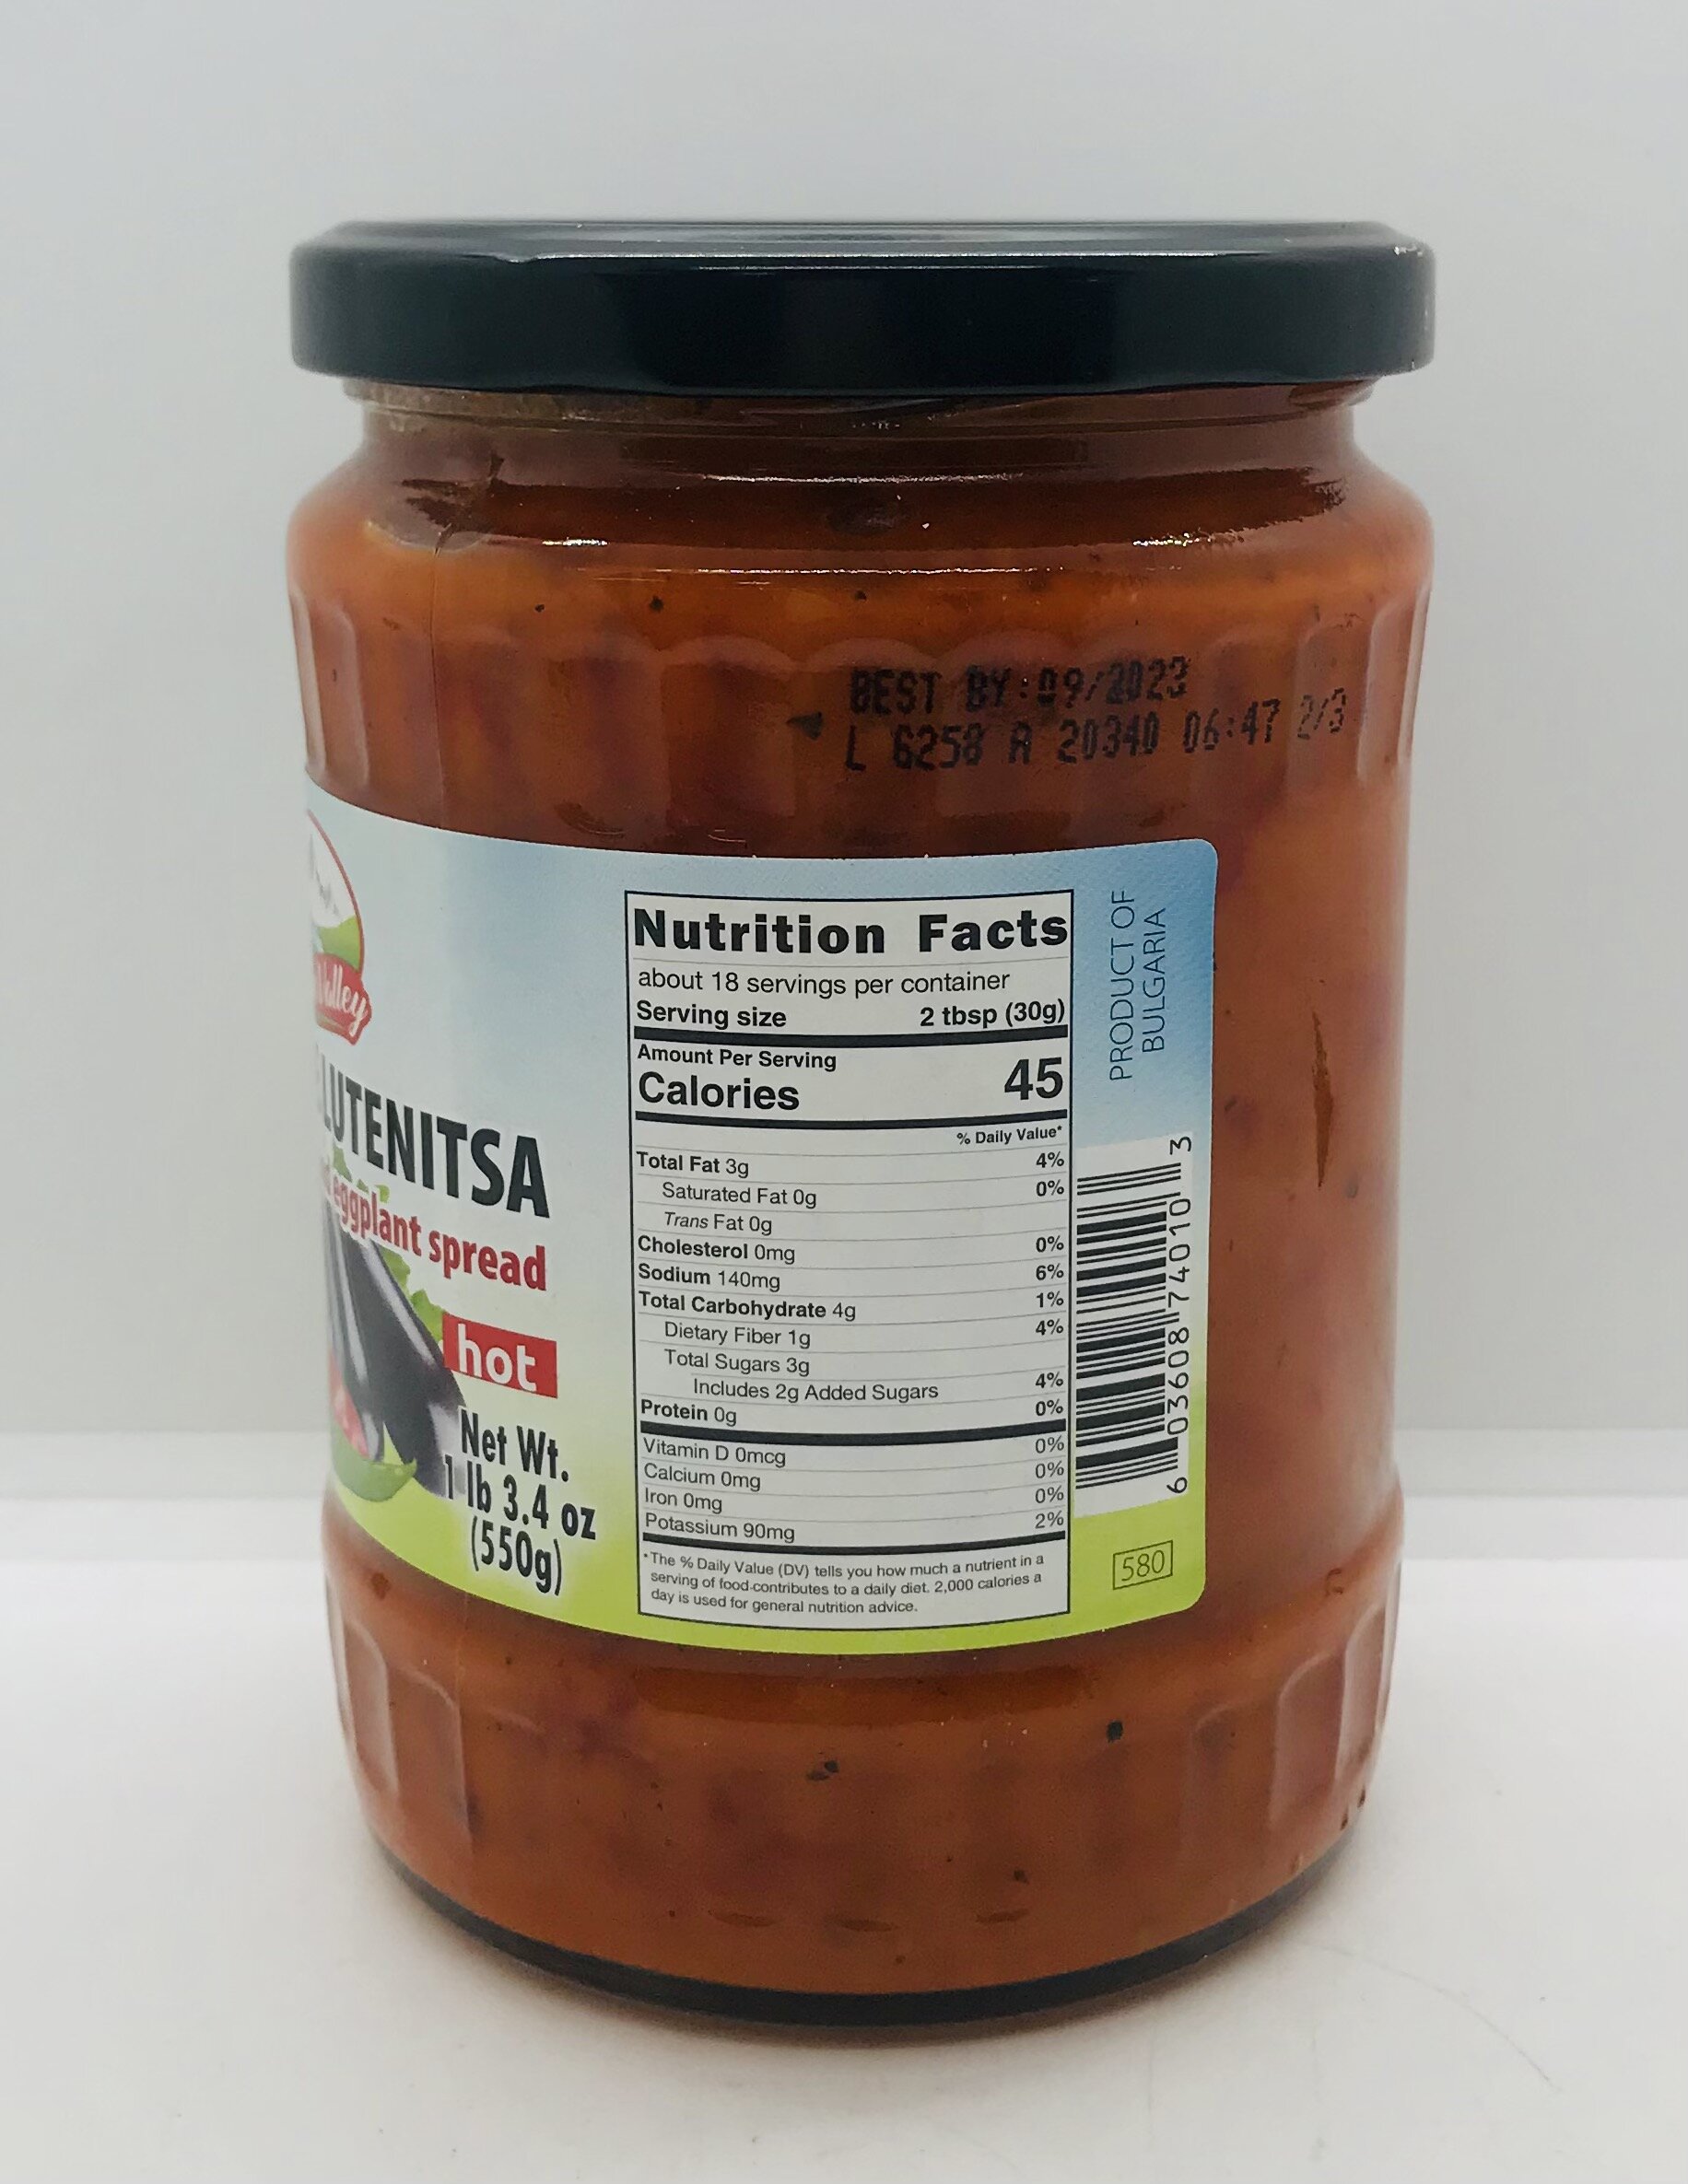 BEST BY:09/2023
L 6258 A 20340 06:47 2/3
Valley
LUTENITSA
eggplant spread
hot
Net Wt.
1 lb 3.4 oz
(550g)
Nutrition Facts
about 18 servings per container
Serving size 2 tbsp (30g)
Amount Per Serving
Calories 45
% Daily Value*
Total Fat 3g 4%
Saturated Fat 0g 0%
Trans Fat 0g
Cholesterol 0mg 0%
Sodium 140mg 6%
Total Carbohydrate 4g 1%
Dietary Fiber 1g 4%
Total Sugars 3g
Includes 2g Added Sugars 4%
Protein 0g 0%
Vitamin D 0mcg 0%
Calcium 0mg 0%
Iron 0mg 0%
Potassium 90mg 2%
*The % Daily Value (DV) tells you how much a nutrient in a
serving of food contributes to a daily diet. 2,000 calories a
day is used for general nutrition advice.
PRODUCT OF
BULGARIA
6 03608 74010 3
580